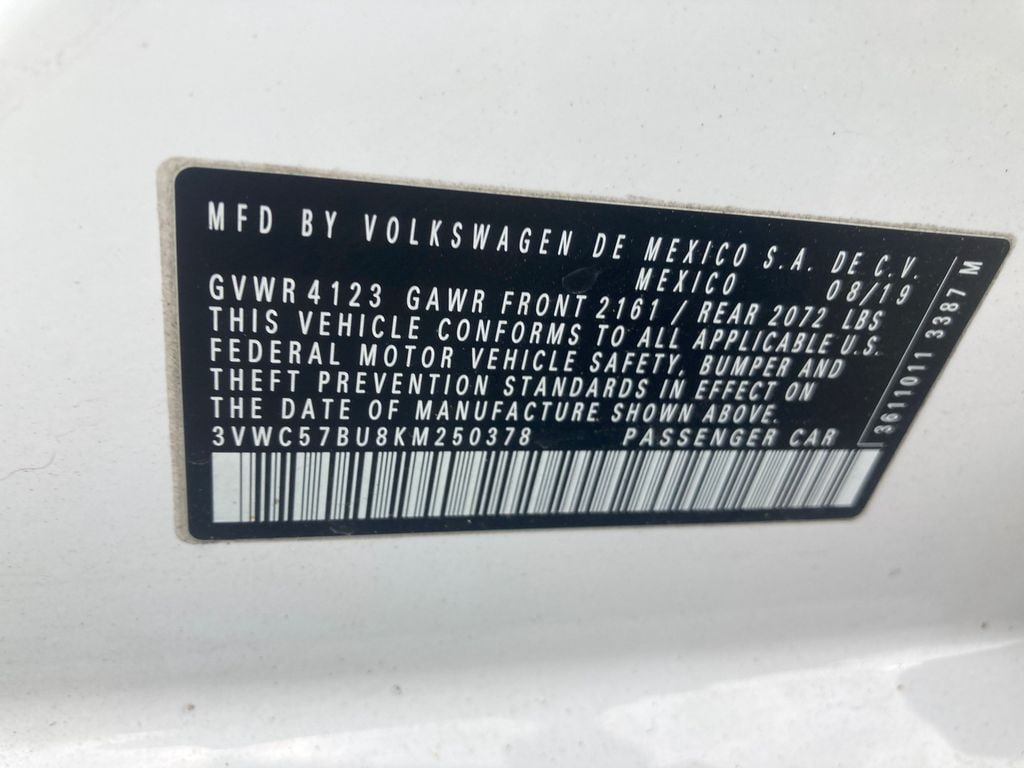 MFD BY VOLKSWAGEN DE MEXICO S.A. DE C.V.
MEXICO 08/19
GVWR 4123 GAWR FRONT 2161 / REAR 2072 LBS
THIS VEHICLE CONFORMS TO ALL APPLICABLE U.S.
FEDERAL MOTOR VEHICLE SAFETY, BUMPER AND
THEFT PREVENTION STANDARDS IN EFFECT ON
THE DATE OF MANUFACTURE SHOWN ABOVE.
3VWC57BU8KM250378 PASSENGER CAR
3611011 3387 M